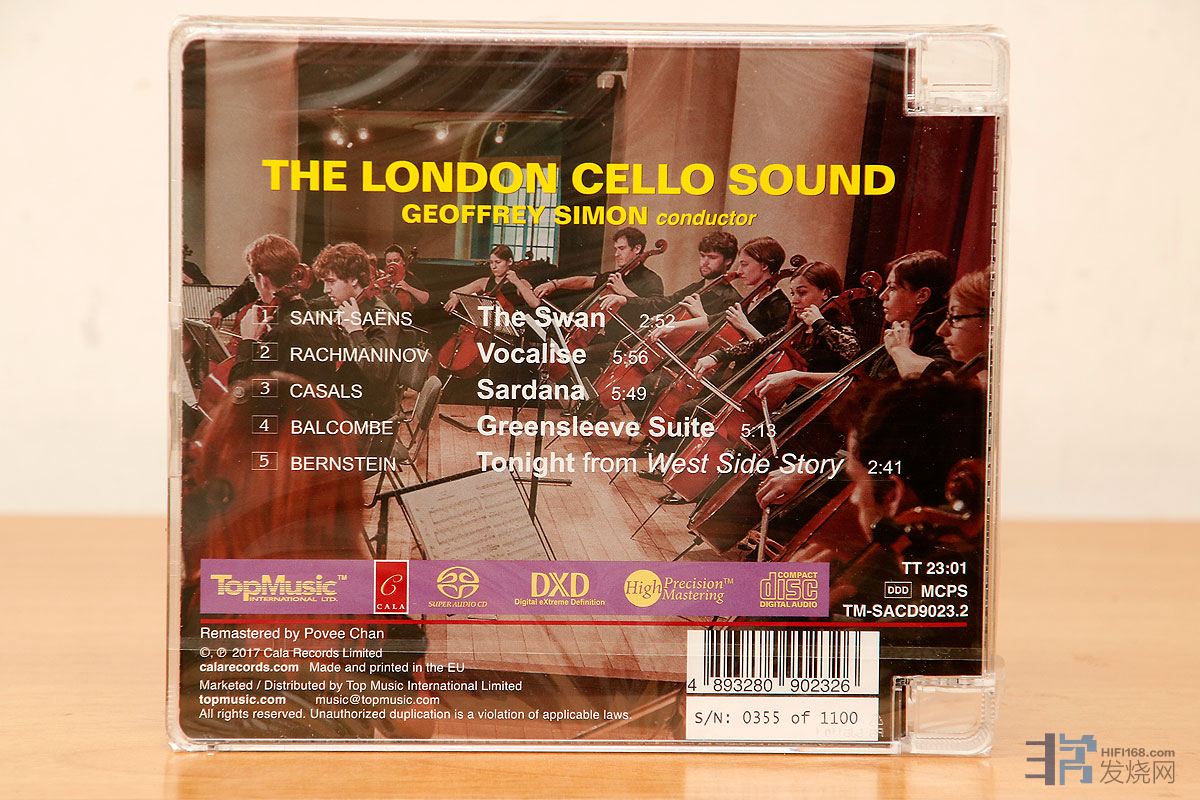 THE LONDON CELLO SOUND
GEOFFREY SIMON conductor
1 SAINT-SAËNS The Swan 2:52
2 RACHMANINOV Vocalise 5:56
3 CASALS Sardana 5:49
4 BALCOMBE Greensleeve Suite 5:13
5 BERNSTEIN Tonight from West Side Story 2:41
TopMusic™
INTERNATIONAL LTD.
C
CALA
SUPER AUDIO CD
DXD
Digital eXtreme Definition
High Precision™
Mastering
COMPACT
disc
DIGITAL AUDIO
TT 23:01
DDD MCPS
TM-SACD9023.2
Remastered by Povee Chan
©, ℗ 2017 Cala Records Limited
calarecords.com Made and printed in the EU
Marketed / Distributed by Top Music International Limited
topmusic.com music@topmusic.com
All rights reserved. Unauthorized duplication is a violation of applicable laws.
4 893280 902326
S/N: 0355 of 1100
HIFI168.com
发烧网